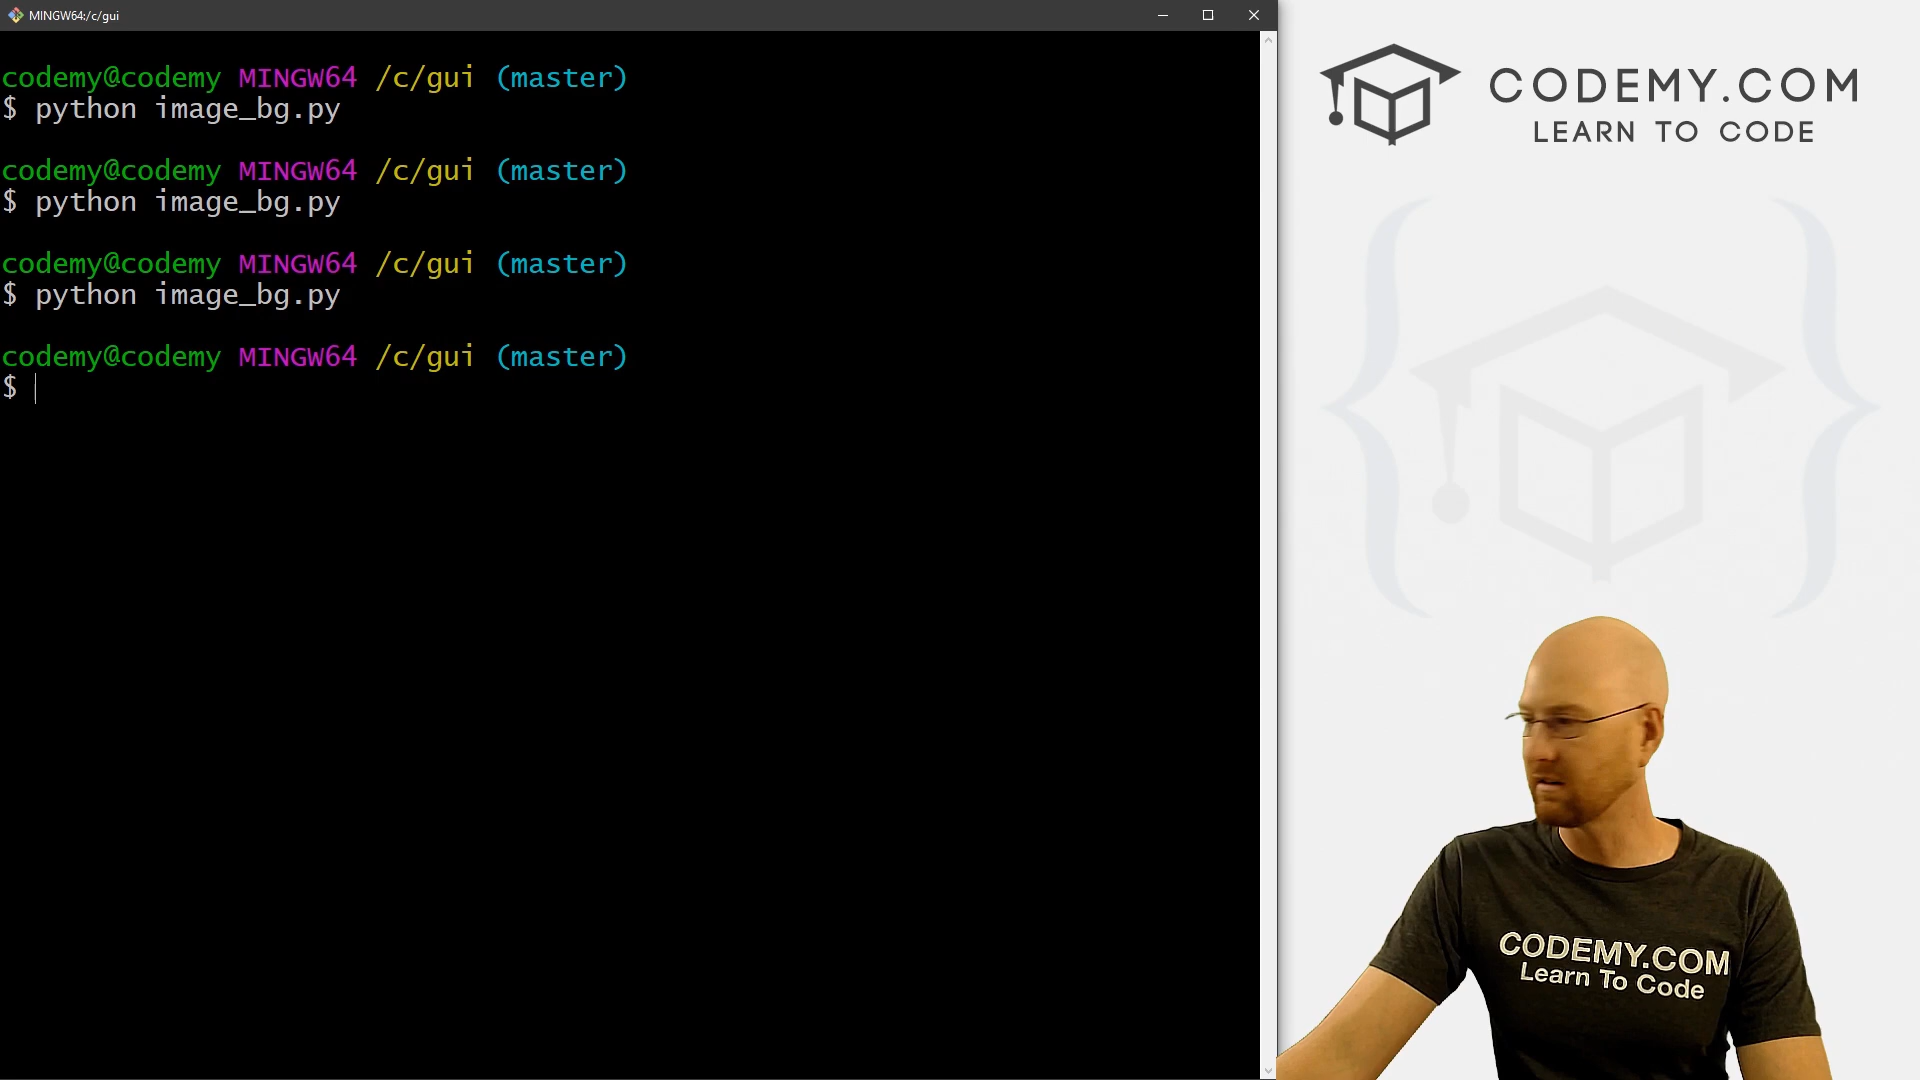 MINGW64:/c/gui
codemy@codemy MINGW64 /c/gui (master)
$ python image_bg.py
codemy@codemy MINGW64 /c/gui (master)
$ python image_bg.py
codemy@codemy MINGW64 /c/gui (master)
$ python image_bg.py
codemy@codemy MINGW64 /c/gui (master)
$
CODEMY.COM
LEARN TO CODE
CODEMY.COM
Learn To Code